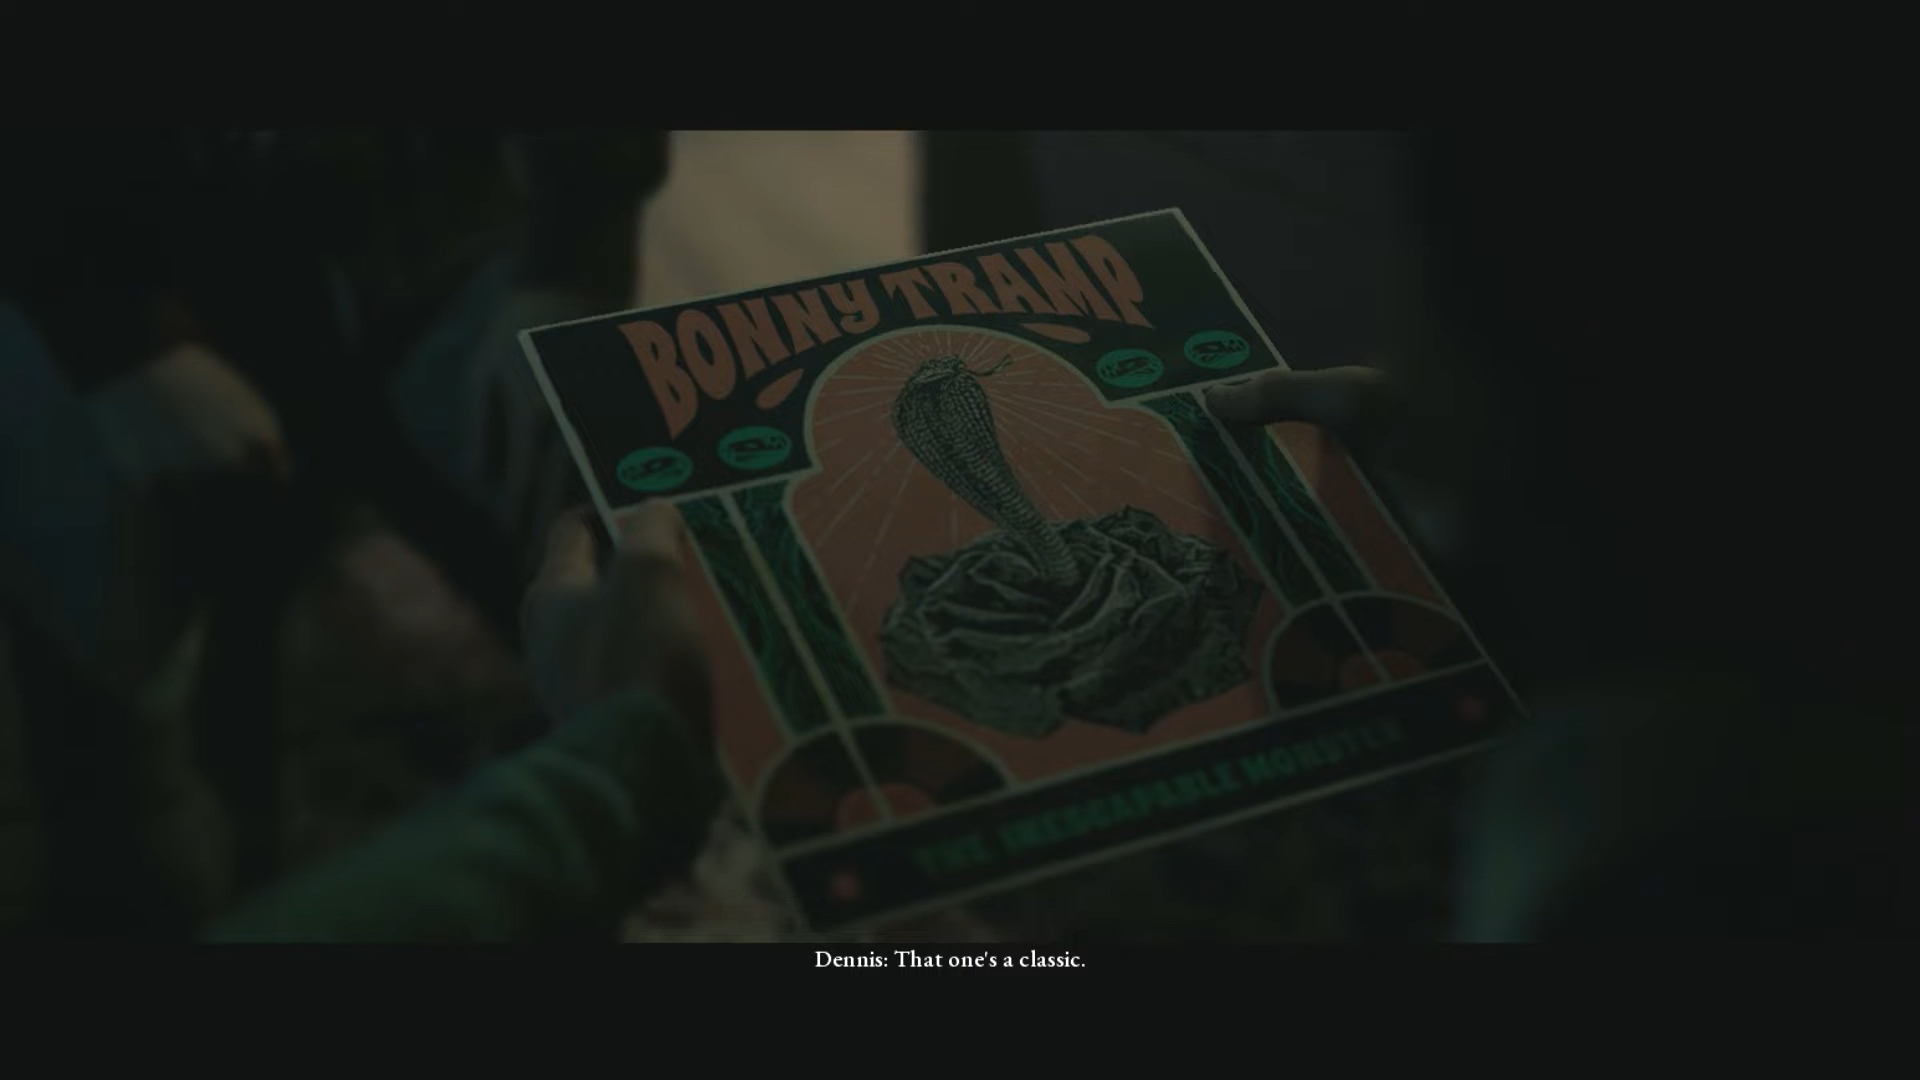 BONNY TRAMP
THE INESCAPABLE MONSTER
Dennis: That one's a classic.